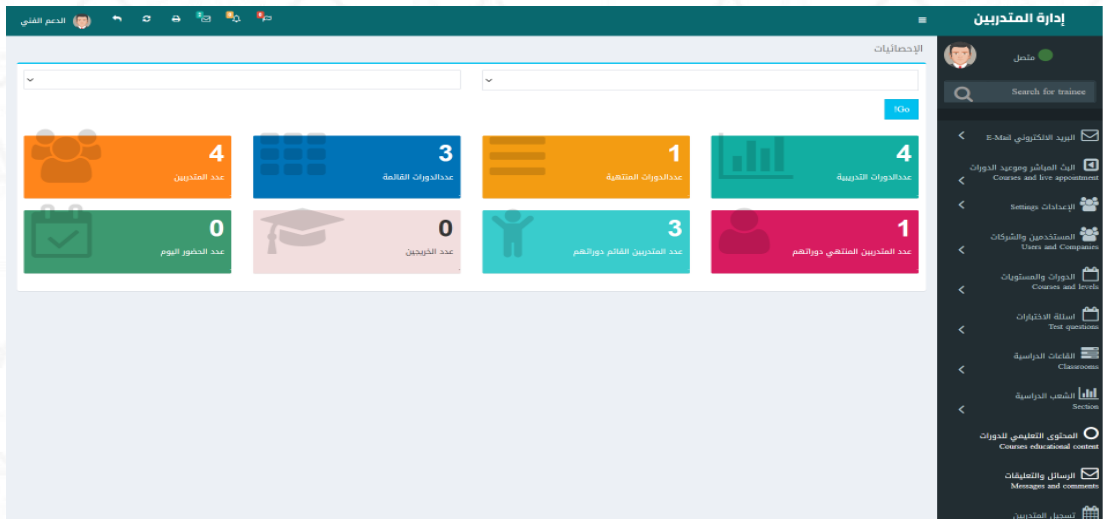 إدارة المتدربين
الدعم الفني
متصل
Search for trainee
البريد الالكتروني E-Mail
البث المباشر وموعيد الدورات
Courses and live appointment
الإعدادات Settings
المستخدمين والشركات
Users and Companies
الدورات والمستويات
Courses and levels
اسئلة الاختبارات
Test questions
القاعات الدراسية
Classrooms
الشعب الدراسية
Section
المحتوى التعليمي للدورات
Courses educational content
الرسائل والتعليقات
Messages and comments
تسجيل المتدربين
الإحصائيات
!Go
4
عددالدورات التدريبية
1
عددالدورات المنتهية
3
عددالدورات القائمة
4
عدد المتدربين
1
عدد المتدربين المنتهي دوراتهم
3
عدد المتدربين القائم دوراتهم
0
عدد الخريجين
0
عدد الحضور اليوم